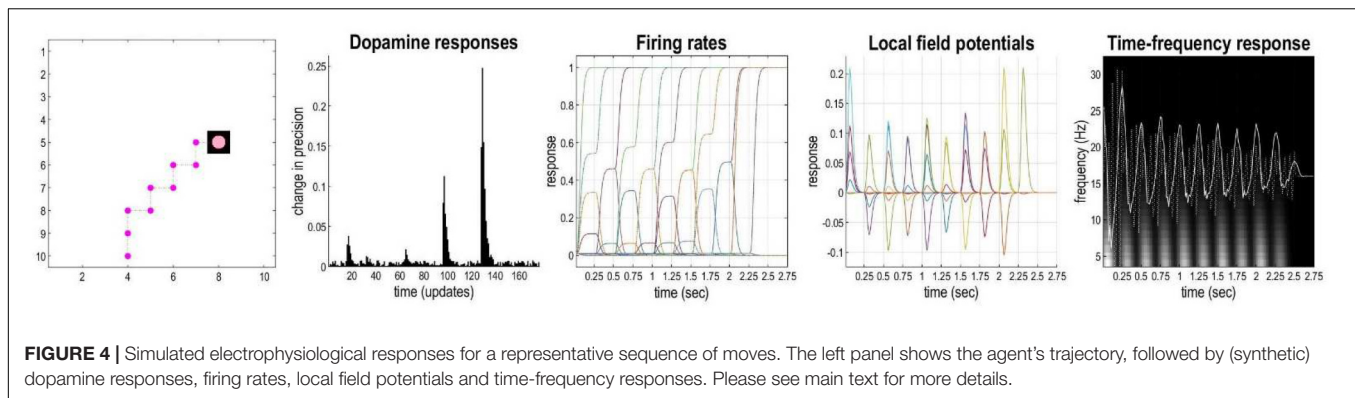 Dopamine responses
Firing rates
Local field potentials
Time-frequency response
1
2
3
4
5
6
7
8
9
10
2 4 6 8 10
change in precision
0.25
0.2
0.15
0.1
0.05
0
20 40 60 80 100 120 140 160
time (updates)
response
1
0.8
0.6
0.4
0.2
0
0.25 0.5 0.75 1 1.25 1.5 1.75 2 2.25 2.5 2.75
time (sec)
response
0.2
0.15
0.1
0.05
0
-0.05
-0.1
0.25 0.5 0.75 1 1.25 1.5 1.75 2 2.25 2.5 2.75
time (sec)
frequency (Hz)
30
25
20
15
10
5
0.25 0.5 0.75 1 1.25 1.5 1.75 2 2.25 2.5 2.75
time (sec)
FIGURE 4 | Simulated electrophysiological responses for a representative sequence of moves. The left panel shows the agent's trajectory, followed by (synthetic)
dopamine responses, firing rates, local field potentials and time-frequency responses. Please see main text for more details.